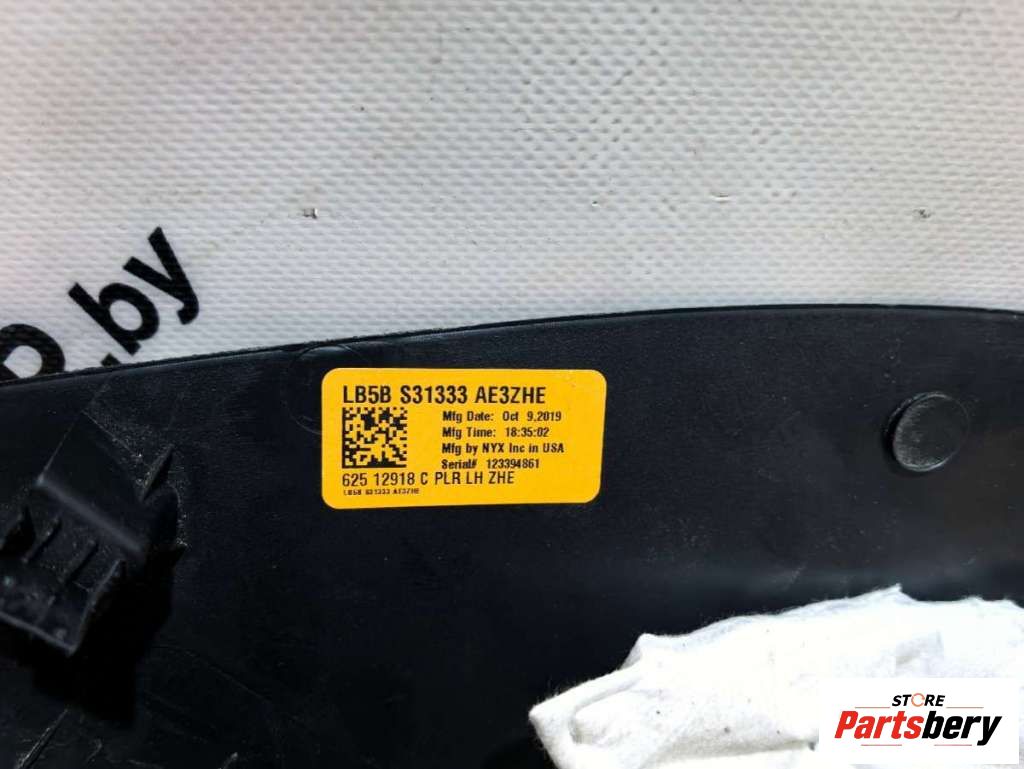 .by
LB5B S31333 AE3ZHE
Mfg Date: Oct 9,2019
Mfg Time: 18:35:02
Mfg by NYX Inc in USA
Serial# 123394861
625 12918 C PLR LH ZHE
LB5B S31333 AE3ZHE
STORE
Partsbery